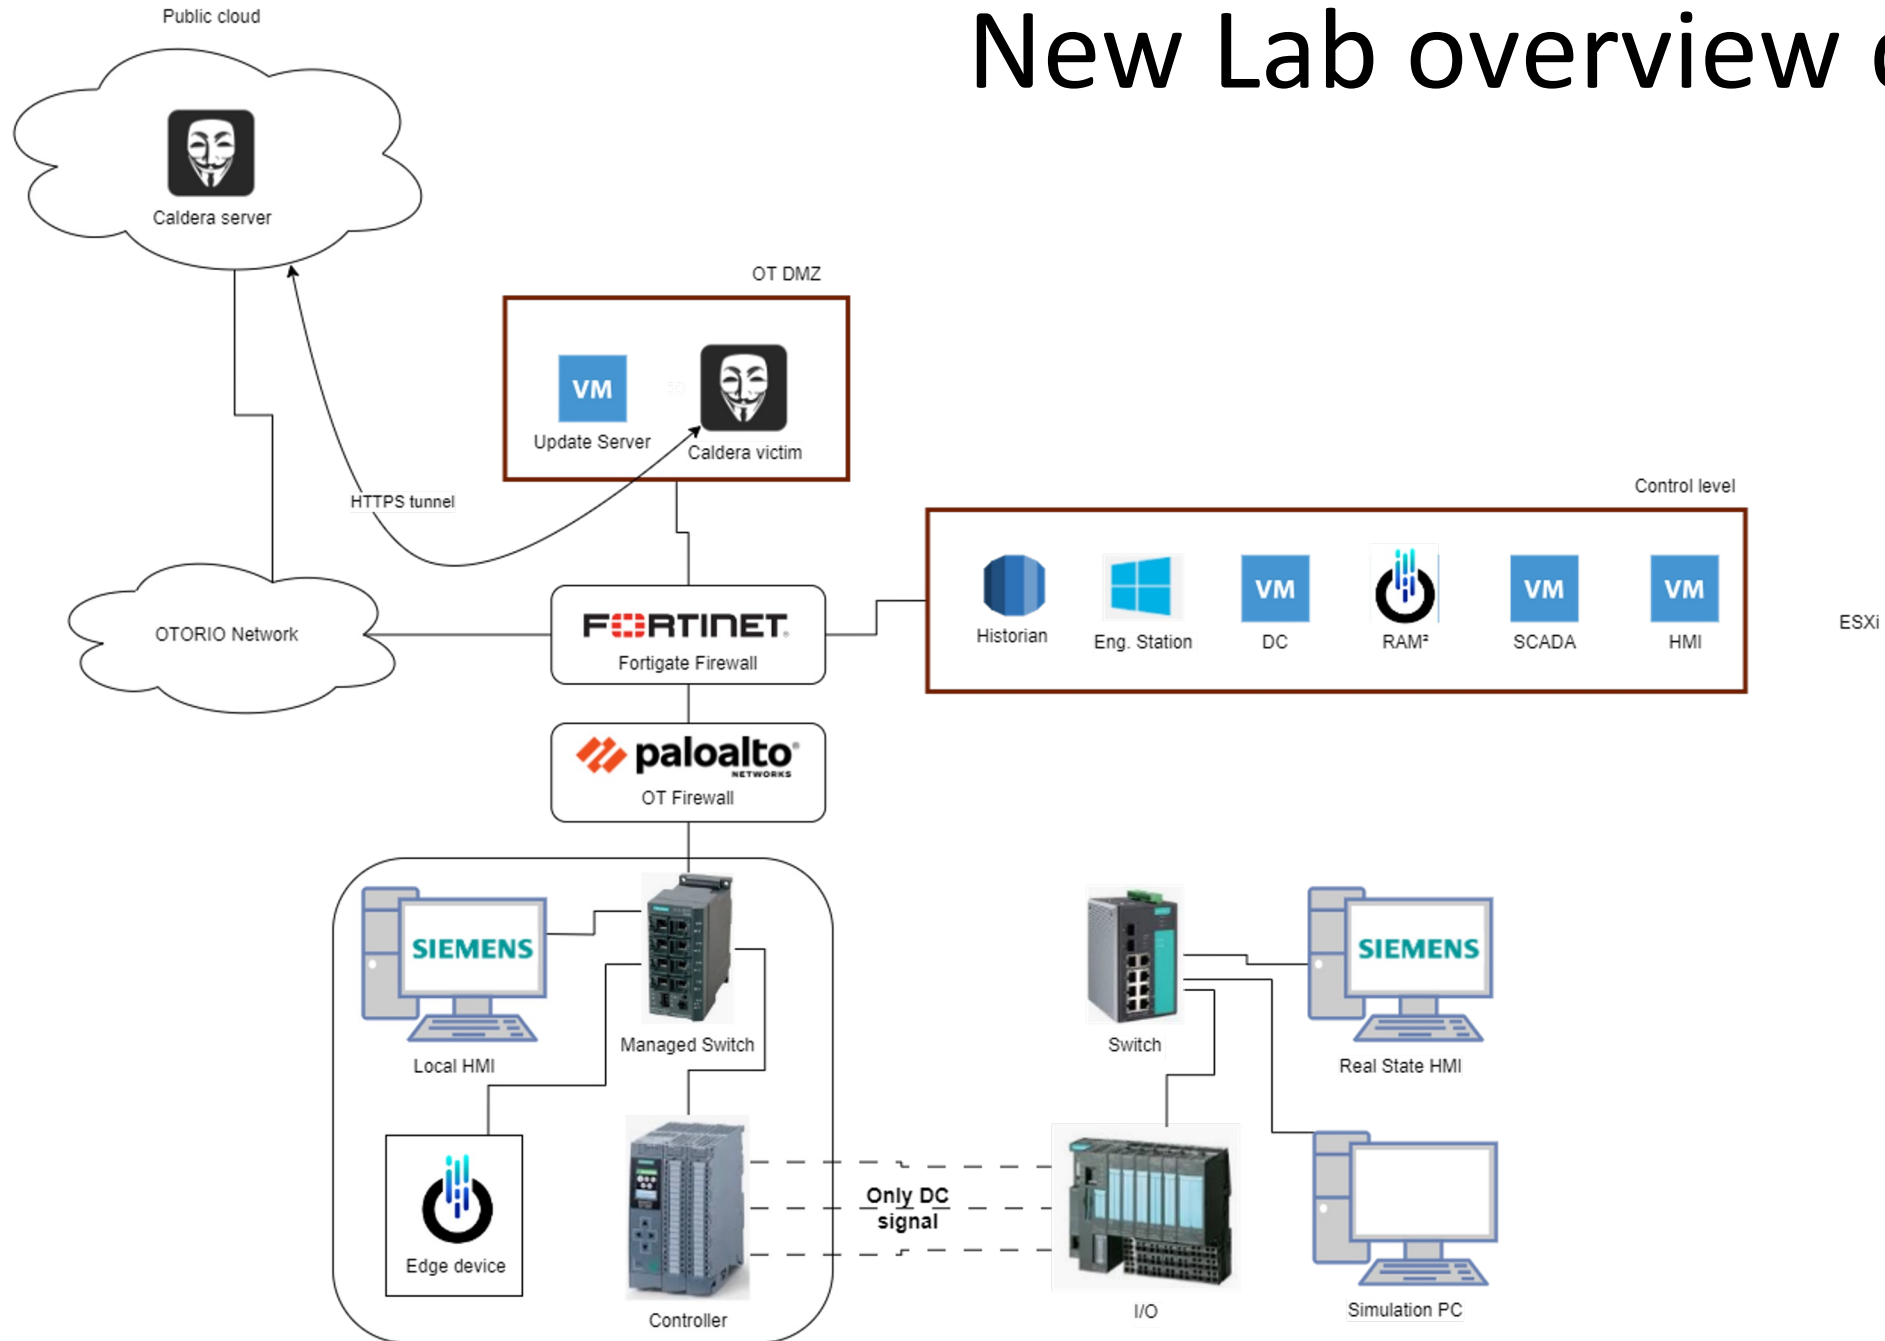 Public cloud
New Lab overview
Caldera server
OT DMZ
VM
Update Server
Caldera victim
HTTPS tunnel
Control level
Historian
Eng. Station
VM
DC
RAM²
VM
SCADA
VM
HMI
ESXi
OTORIO Network
FORTINET®
Fortigate Firewall
paloalto®
NETWORKS
OT Firewall
SIEMENS
Local HMI
Managed Switch
Switch
SIEMENS
Real State HMI
Edge device
Controller
Only DC
signal
I/O
Simulation PC